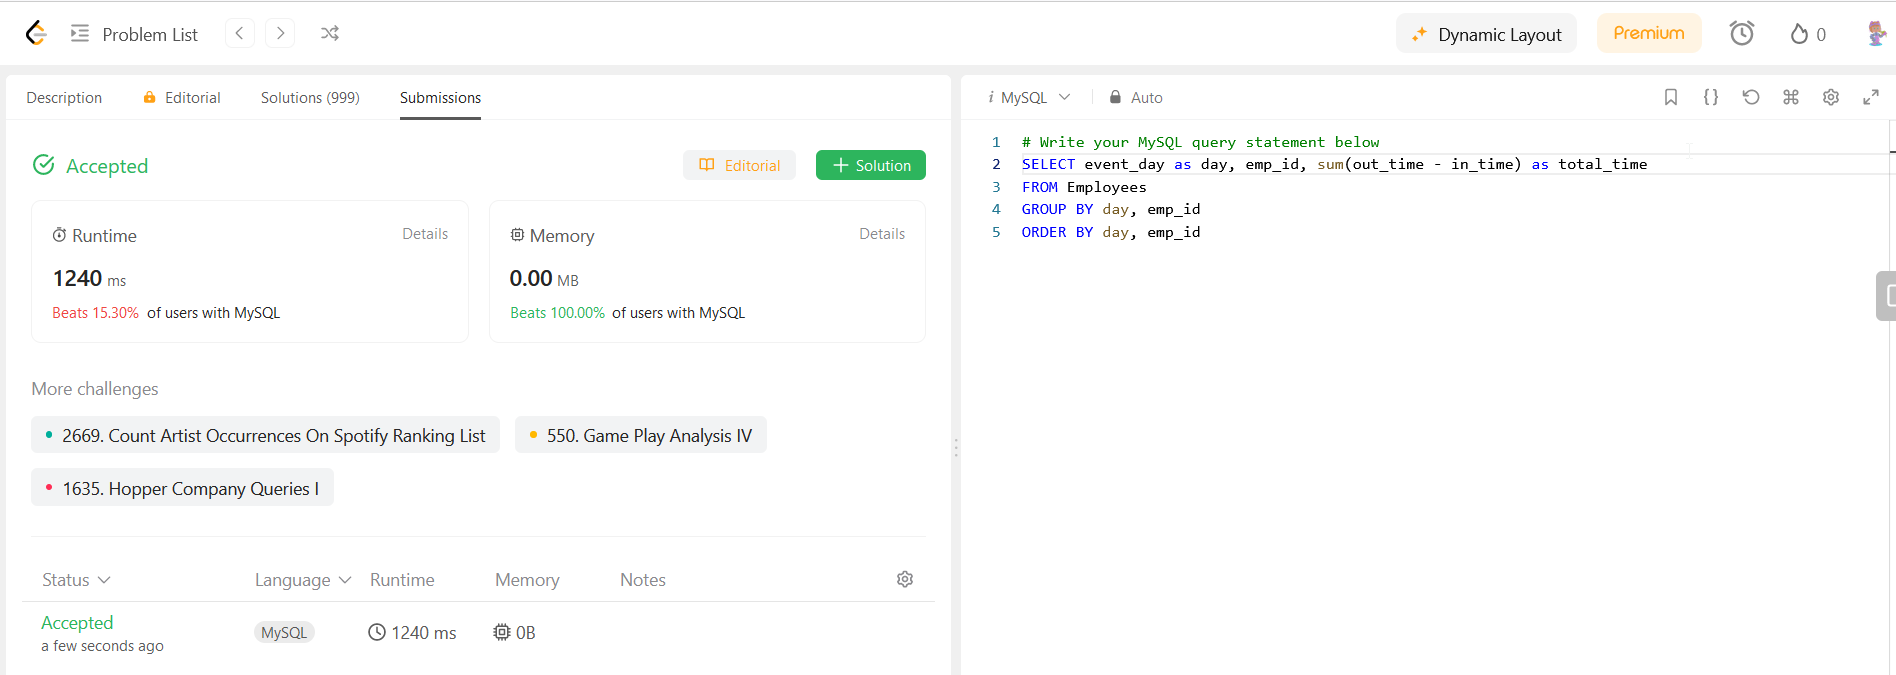 Problem List
Dynamic Layout
Premium
0
Description
Editorial
Solutions (999)
Submissions
Accepted
Editorial
Solution
Runtime
Details
1240 ms
Beats 15.30% of users with MySQL
Memory
Details
0.00 MB
Beats 100.00% of users with MySQL
More challenges
2669. Count Artist Occurrences On Spotify Ranking List
550. Game Play Analysis IV
1635. Hopper Company Queries I
Status
Language
Runtime
Memory
Notes
Accepted
a few seconds ago
MySQL
1240 ms
0B
i MySQL
Auto
1 # Write your MySQL query statement below
2 SELECT event_day as day, emp_id, sum(out_time - in_time) as total_time
3 FROM Employees
4 GROUP BY day, emp_id
5 ORDER BY day, emp_id